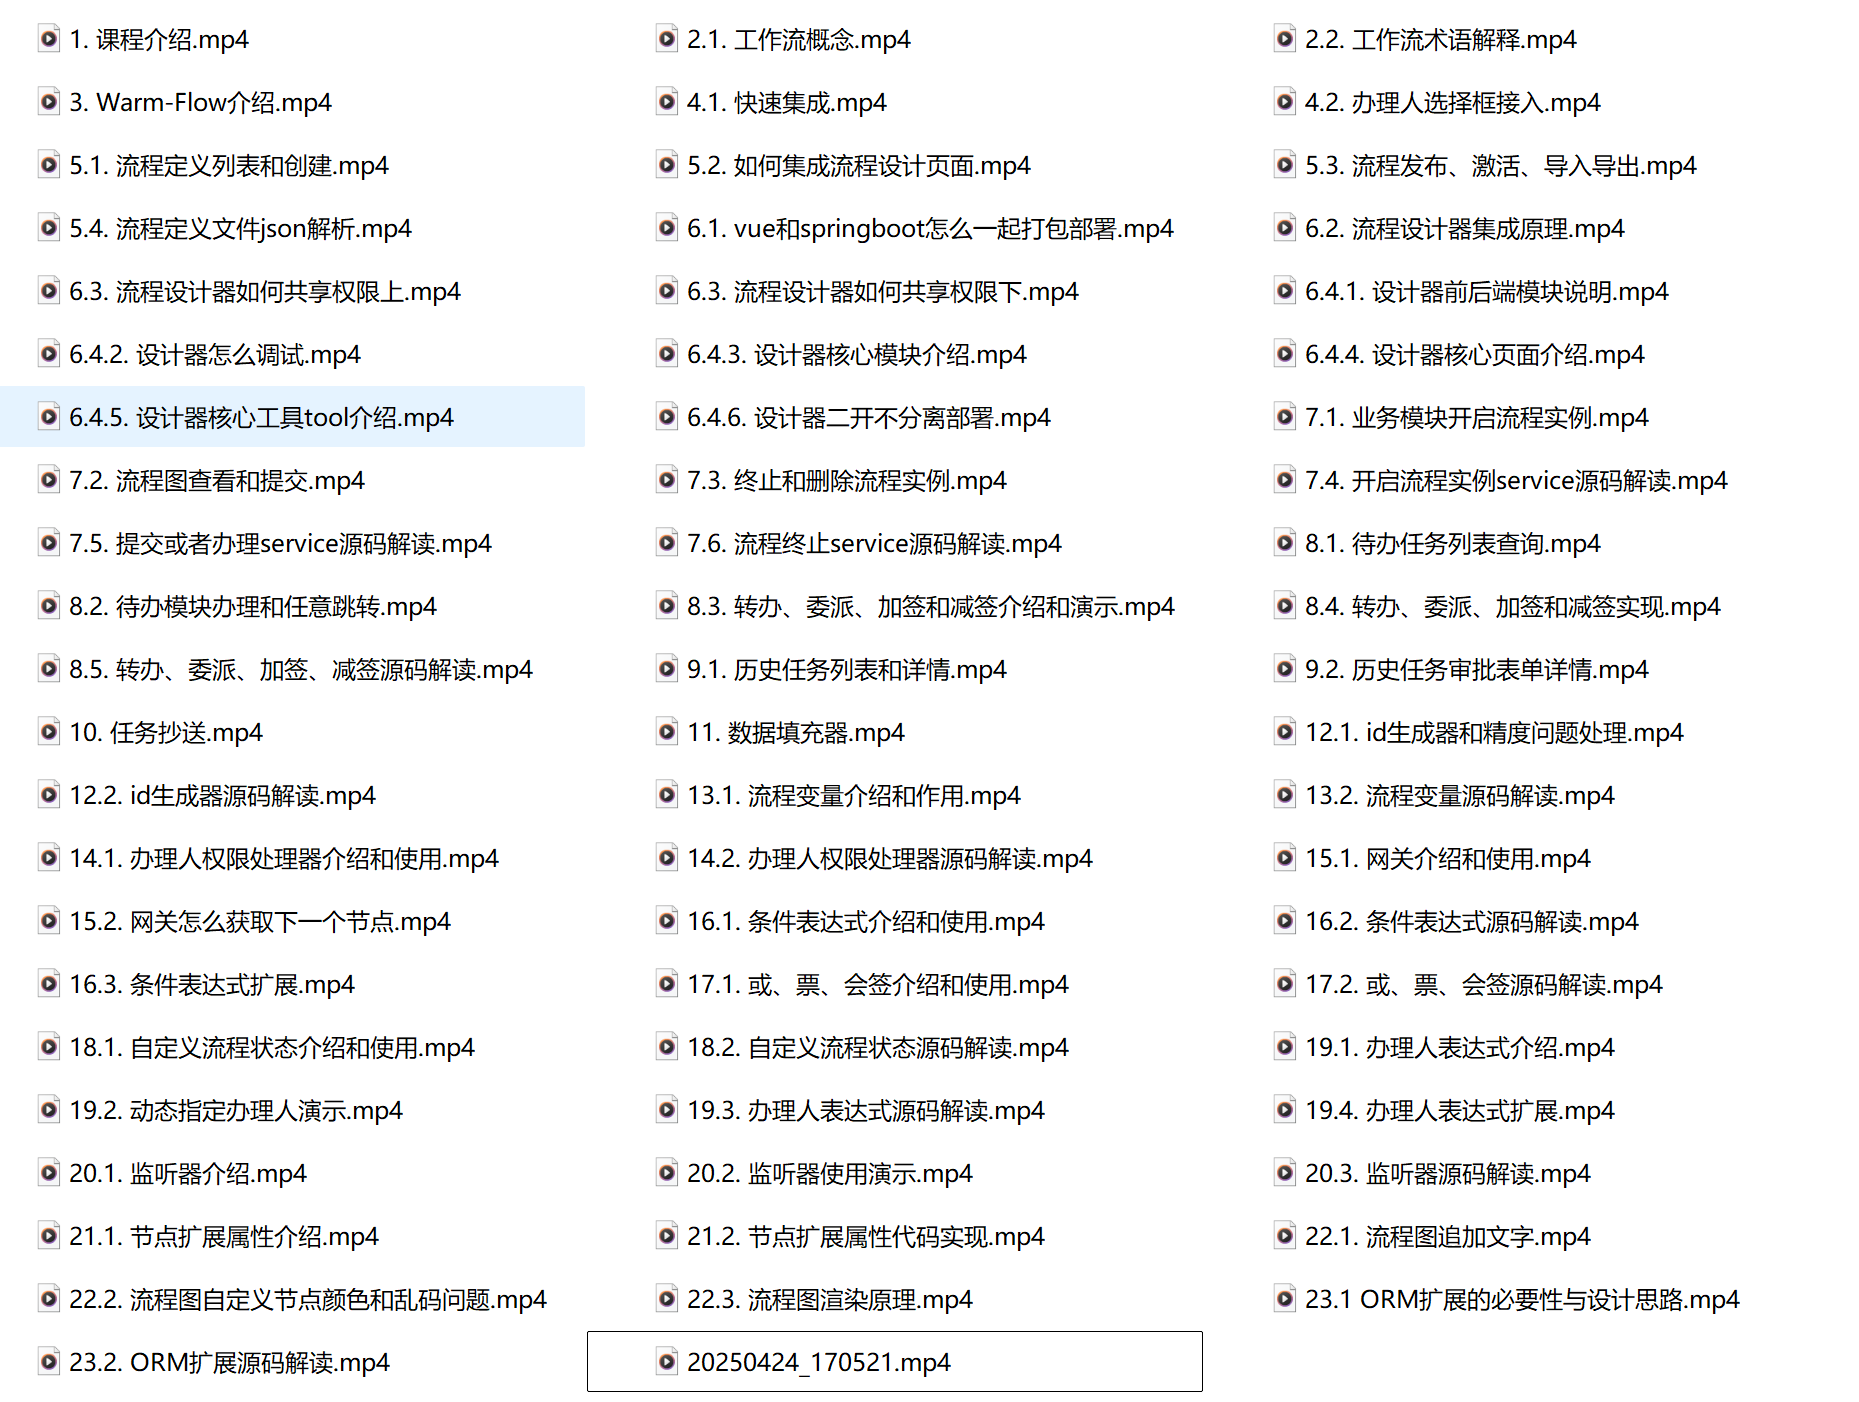 1. 课程介绍.mp4
2.1. 工作流概念.mp4
2.2. 工作流术语解释.mp4
3. Warm-Flow介绍.mp4
4.1. 快速集成.mp4
4.2. 办理人选择框接入.mp4
5.1. 流程定义列表和创建.mp4
5.2. 如何集成流程设计页面.mp4
5.3. 流程发布、激活、导入导出.mp4
5.4. 流程定义文件json解析.mp4
6.1. vue和springboot怎么一起打包部署.mp4
6.2. 流程设计器集成原理.mp4
6.3. 流程设计器如何共享权限上.mp4
6.3. 流程设计器如何共享权限下.mp4
6.4.1. 设计器前后端模块说明.mp4
6.4.2. 设计器怎么调试.mp4
6.4.3. 设计器核心模块介绍.mp4
6.4.4. 设计器核心页面介绍.mp4
6.4.5. 设计器核心工具tool介绍.mp4
6.4.6. 设计器二开不分离部署.mp4
7.1. 业务模块开启流程实例.mp4
7.2. 流程图查看和提交.mp4
7.3. 终止和删除流程实例.mp4
7.4. 开启流程实例service源码解读.mp4
7.5. 提交或者办理service源码解读.mp4
7.6. 流程终止service源码解读.mp4
8.1. 待办任务列表查询.mp4
8.2. 待办模块办理和任意跳转.mp4
8.3. 转办、委派、加签和减签介绍和演示.mp4
8.4. 转办、委派、加签和减签实现.mp4
8.5. 转办、委派、加签、减签源码解读.mp4
9.1. 历史任务列表和详情.mp4
9.2. 历史任务审批表单详情.mp4
10. 任务抄送.mp4
11. 数据填充器.mp4
12.1. id生成器和精度问题处理.mp4
12.2. id生成器源码解读.mp4
13.1. 流程变量介绍和作用.mp4
13.2. 流程变量源码解读.mp4
14.1. 办理人权限处理器介绍和使用.mp4
14.2. 办理人权限处理器源码解读.mp4
15.1. 网关介绍和使用.mp4
15.2. 网关怎么获取下一个节点.mp4
16.1. 条件表达式介绍和使用.mp4
16.2. 条件表达式源码解读.mp4
16.3. 条件表达式扩展.mp4
17.1. 或、票、会签介绍和使用.mp4
17.2. 或、票、会签源码解读.mp4
18.1. 自定义流程状态介绍和使用.mp4
18.2. 自定义流程状态源码解读.mp4
19.1. 办理人表达式介绍.mp4
19.2. 动态指定办理人演示.mp4
19.3. 办理人表达式源码解读.mp4
19.4. 办理人表达式扩展.mp4
20.1. 监听器介绍.mp4
20.2. 监听器使用演示.mp4
20.3. 监听器源码解读.mp4
21.1. 节点扩展属性介绍.mp4
21.2. 节点扩展属性代码实现.mp4
22.1. 流程图追加文字.mp4
22.2. 流程图自定义节点颜色和乱码问题.mp4
22.3. 流程图渲染原理.mp4
23.1 ORM扩展的必要性与设计思路.mp4
23.2. ORM扩展源码解读.mp4
20250424_170521.mp4